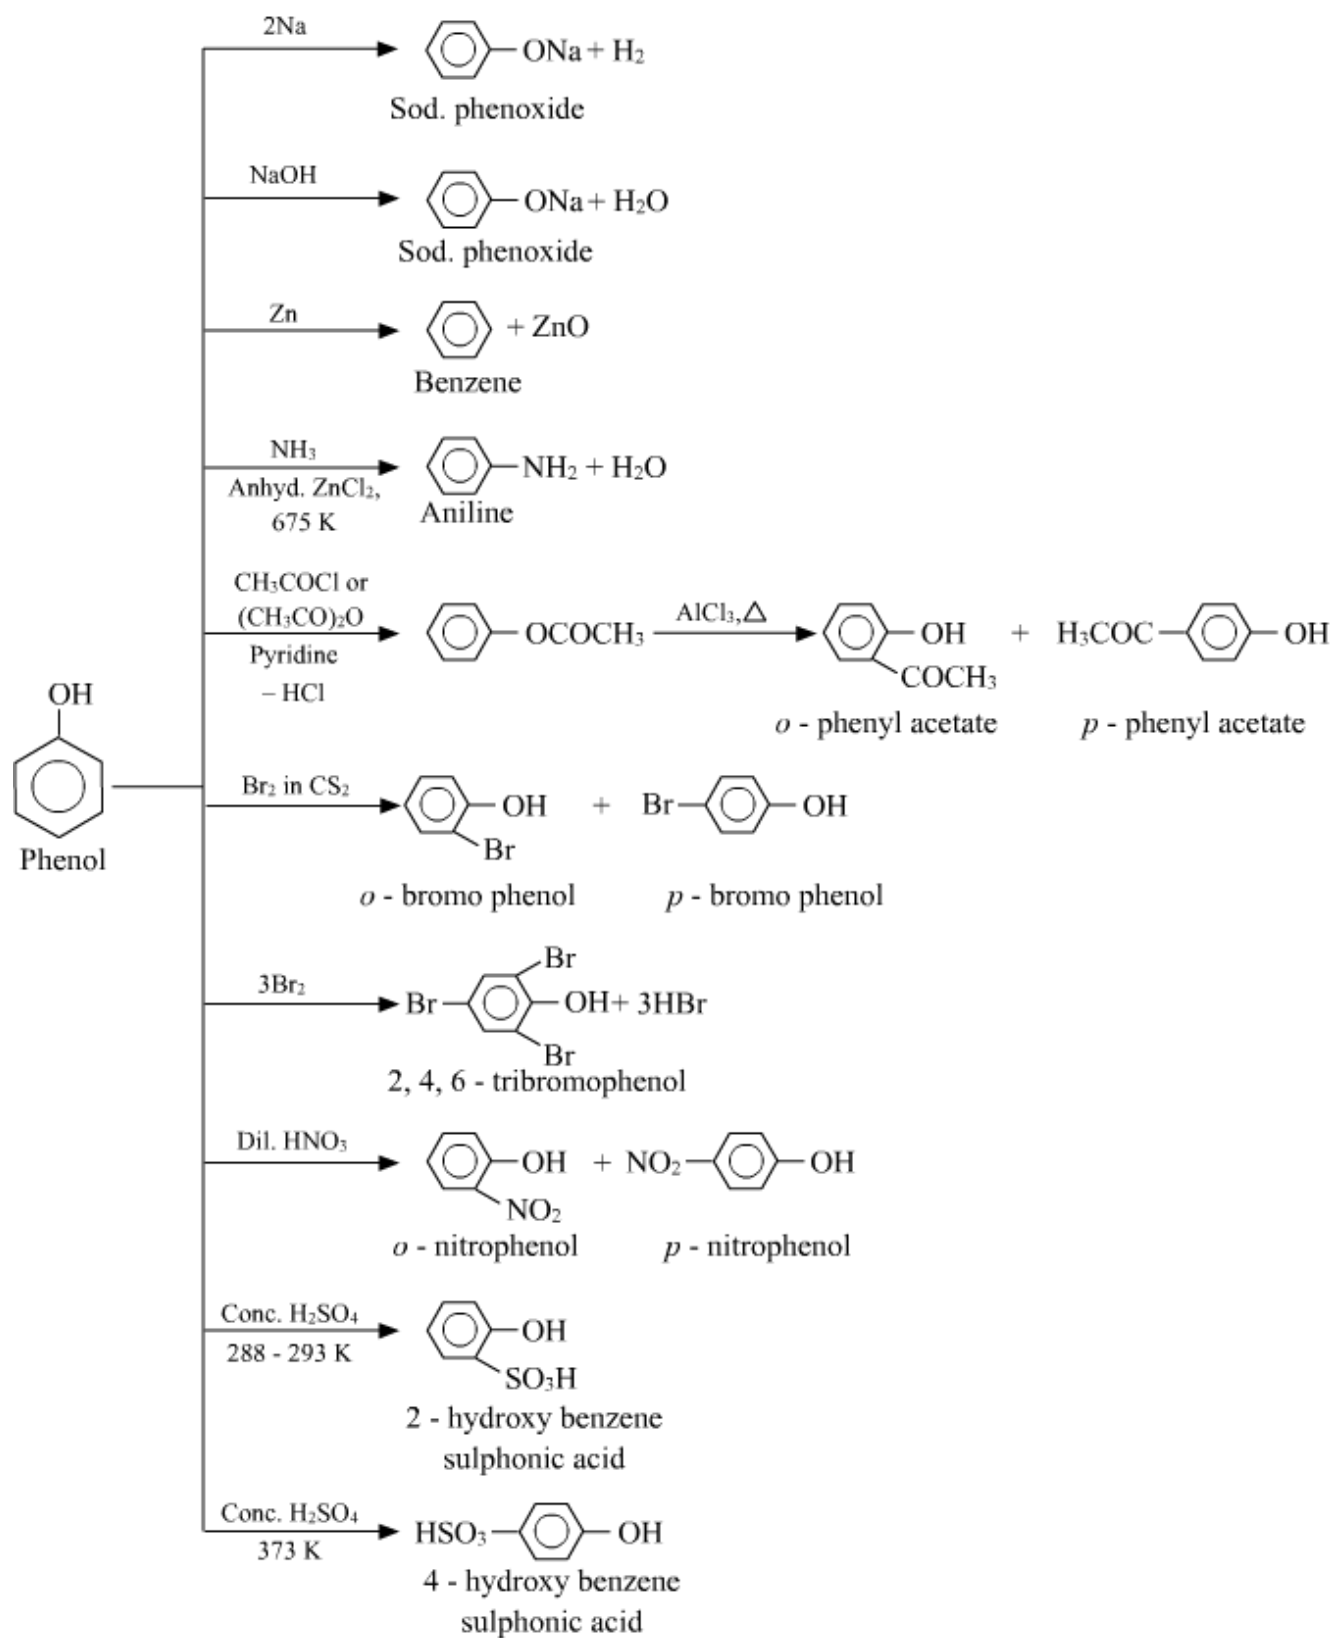 2Na
ONa + H₂
Sod. phenoxide
NaOH
ONa + H₂O
Sod. phenoxide
Zn
+ ZnO
Benzene
NH₃
Anhyd. ZnCl₂,
675 K
NH₂ + H₂O
Aniline
CH₃COCl or
(CH₃CO)₂O
Pyridine
– HCl
OCOCH₃
AlCl₃, △
OH
COCH₃
+
H₃COC
OH
o - phenyl acetate
p - phenyl acetate
OH
Phenol
Br₂ in CS₂
OH
Br
+
Br
OH
o - bromo phenol
p - bromo phenol
3Br₂
Br
Br
OH + 3HBr
Br
2, 4, 6 - tribromophenol
Dil. HNO₃
OH
NO₂
+
NO₂
OH
o - nitrophenol
p - nitrophenol
Conc. H₂SO₄
288 - 293 K
OH
SO₃H
2 - hydroxy benzene
sulphonic acid
Conc. H₂SO₄
373 K
HSO₃
OH
4 - hydroxy benzene
sulphonic acid